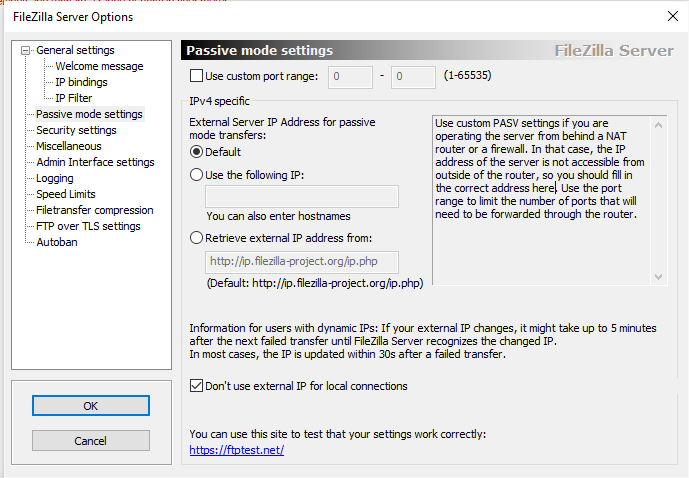 FileZilla Server Options
General settings
Welcome message
IP bindings
IP Filter
Passive mode settings
Security settings
Miscellaneous
Admin Interface settings
Logging
Speed Limits
Filetransfer compression
FTP over TLS settings
Autoban
OK
Cancel
Passive mode settings
FileZilla Server
Use custom port range: 0 - 0 (1-65535)
IPv4 specific
External Server IP Address for passive
mode transfers:
Default
Use the following IP:
You can also enter hostnames
Retrieve external IP address from:
http://ip.filezilla-project.org/ip.php
(Default: http://ip.filezilla-project.org/ip.php)
Use custom PASV settings if you are
operating the server from behind a NAT
router or a firewall. In that case, the IP
address of the server is not accessible from
outside of the router, so you should fill in
the correct address here. Use the port
range to limit the number of ports that will
need to be forwarded through the router.
Information for users with dynamic IPs: If your external IP changes, it might take up to 5 minutes
after the next failed transfer until FileZilla Server recognizes the changed IP.
In most cases, the IP is updated within 30s after a failed transfer.
Don't use external IP for local connections
You can use this site to test that your settings work correctly:
https://ftptest.net/